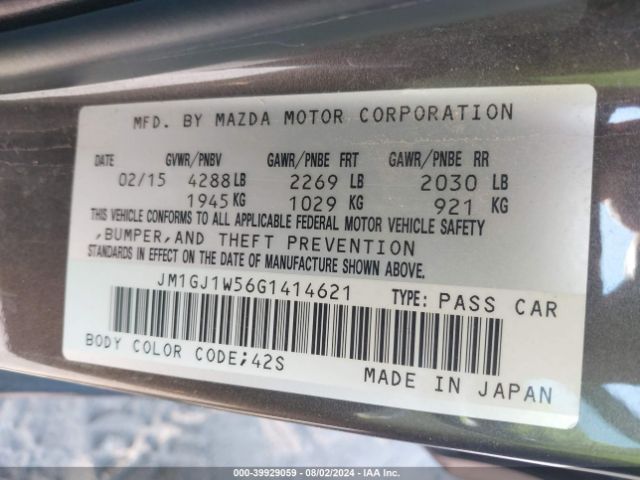 MFD. BY MAZDA MOTOR CORPORATION
DATE GVWR/PNBV GAWR/PNBE FRT GAWR/PNBE RR
02/15 4288 LB 2269 LB 2030 LB
1945 KG 1029 KG 921 KG
THIS VEHICLE CONFORMS TO ALL APPLICABLE FEDERAL MOTOR VEHICLE SAFETY
,BUMPER,AND THEFT PREVENTION
STANDARDS IN EFFECT ON THE DATE OF MANUFACTURE SHOWN ABOVE.
JM1GJ1W56G1414621 TYPE: PASS CAR
BODY COLOR CODE;42S
MADE IN JAPAN
000-39929059 - 08/02/2024 - IAA Inc.